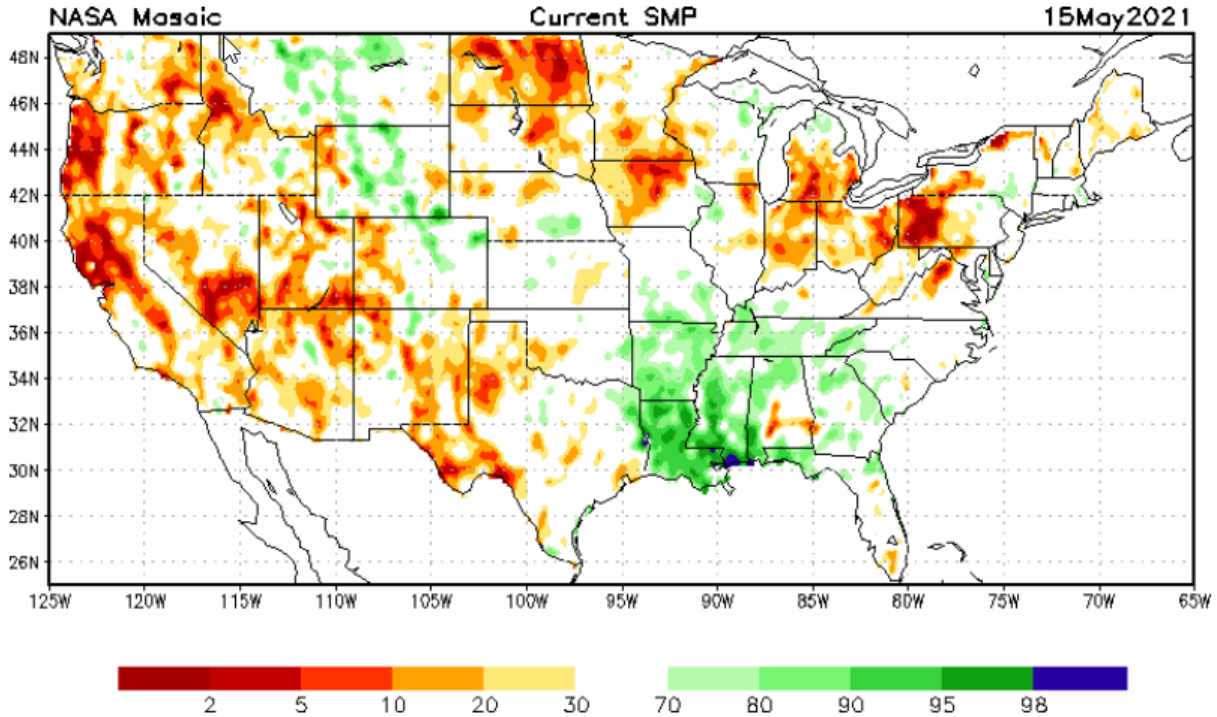 NASA Mosaic Current SMP 15May2021
48N
46N
44N
42N
40N
38N
36N
34N
32N
30N
28N
26N
125W 120W 115W 110W 105W 100W 95W 90W 85W 80W 75W 70W 65W
2 5 10 20 30 70 80 90 95 98